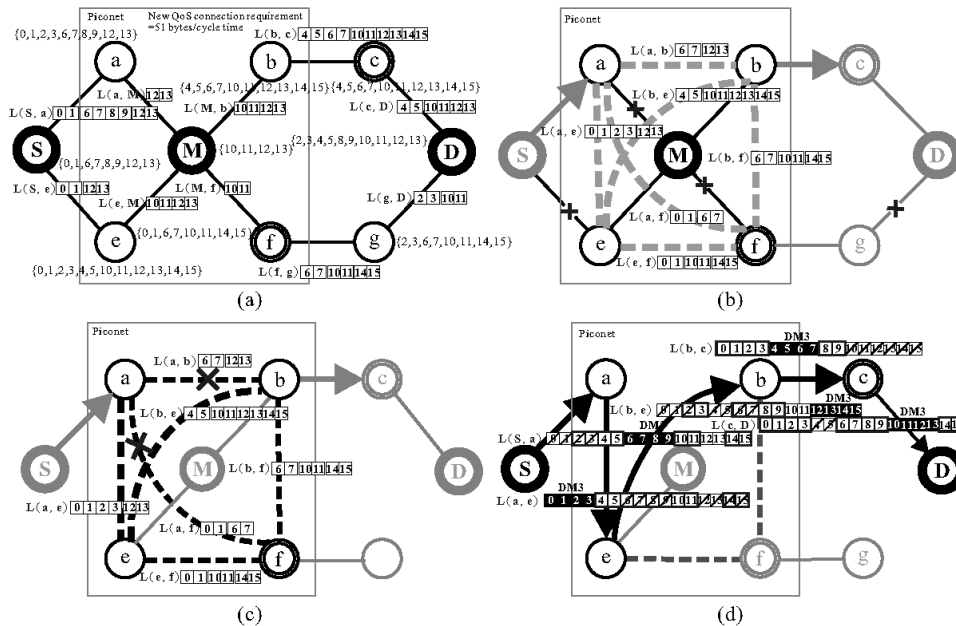 Piconet
New QoS connection requirement
=51 bytes/cycle time
{0,1,2,3,6,7,8,9,12,13}
L(b, c) 4 5 6 7 10 11 12 13 14 15
a
b
c
{4,5,6,7,10,11,12,13,14,15}
{4,5,6,7,10,11,12,13,14,15}
L(a, M) 12 13
L(S, a) 0 1 6 7 8 9 12 13
L(M, b) 10 11 12 13
L(c, D) 4 5 10 11 12 13
S
M
D
{0,1,6,7,8,9,12,13}
{10,11,12,13}
{2,3,4,5,8,9,10,11,12,13}
L(S, e) 0 1 12 13
L(e, M) 10 11 12 13
L(M, f) 10 11
L(g, D) 2 3 10 11
e
{0,1,6,7,10,11,14,15}
f
g
{2,3,6,7,10,11,14,15}
{0,1,2,3,4,5,10,11,12,13,14,15}
L(f, g) 6 7 10 11 14 15
(a)
Piconet
L(a, b) 6 7 12 13
a
b
c
L(b, e) 4 5 10 11 12 13 14 15
L(a, e) 0 1 2 3 12 13
S
M
D
L(b, f) 6 7 10 11 14 15
L(a, f) 0 1 6 7
e
f
g
L(e, f) 0 1 10 11 14 15
(b)
Piconet
L(a, b) 6 7 12 13
a
b
c
L(b, e) 4 5 10 11 12 13 14 15
S
M
D
L(b, f) 6 7 10 11 14 15
L(a, e) 0 1 2 3 12 13
L(a, f) 0 1 6 7
e
f
L(e, f) 0 1 10 11 14 15
(c)
Piconet
DM3
L(b, c) 0 1 2 3 4 5 6 7 8 9 10 11 12 13 14 15
a
b
c
DM3
L(b, e) 0 1 2 3 4 5 6 7 8 9 10 11 12 13 14 15
DM3
L(c, D) 0 1 2 3 4 5 6 7 8 9 10 11 12 13 14 15
L(S, a) 0 1 2 3 4 5 6 7 8 9 10 11 12 13 14 15
S
M
D
DM3
L(a, e) 0 1 2 3 4 5 6 7 8 9 10 11 12 13 14 15
e
f
g
(d)